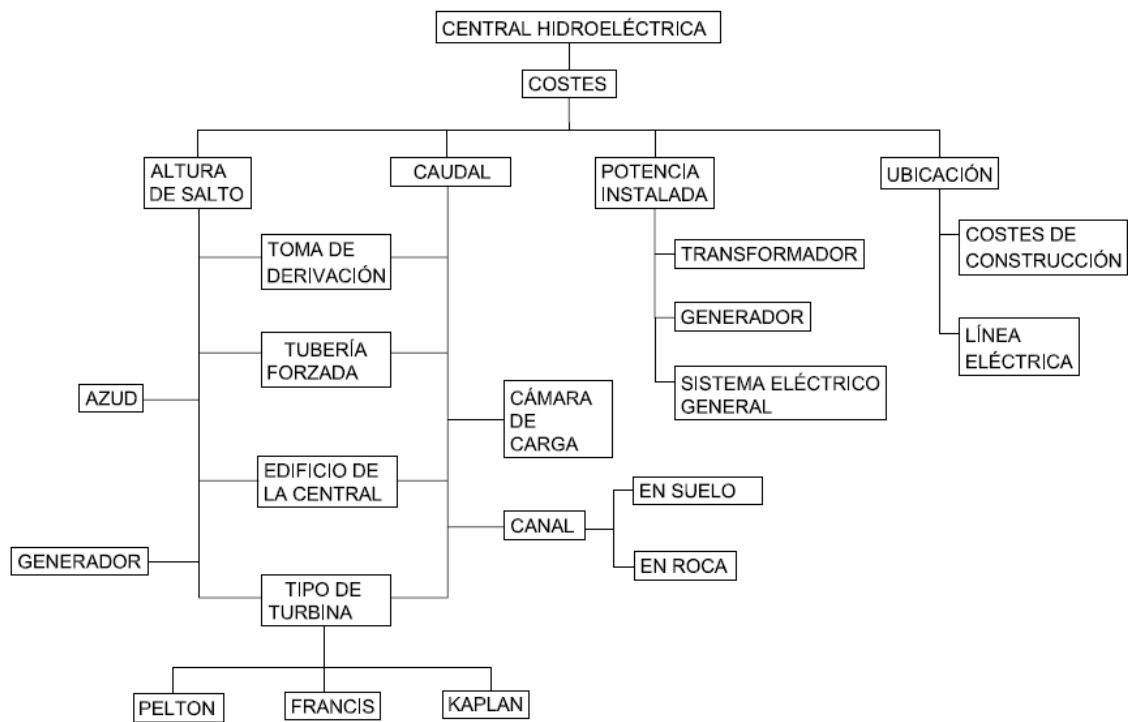 CENTRAL HIDROELÉCTRICA
COSTES
ALTURA
DE SALTO
CAUDAL
POTENCIA
INSTALADA
UBICACIÓN
TOMA DE
DERIVACIÓN
TRANSFORMADOR
COSTES DE
CONSTRUCCIÓN
TUBERÍA
FORZADA
GENERADOR
LÍNEA
ELÉCTRICA
AZUD
CÁMARA
DE
CARGA
SISTEMA ELÉCTRICO
GENERAL
EDIFICIO DE
LA CENTRAL
CANAL
EN SUELO
EN ROCA
GENERADOR
TIPO DE
TURBINA
PELTON
FRANCIS
KAPLAN